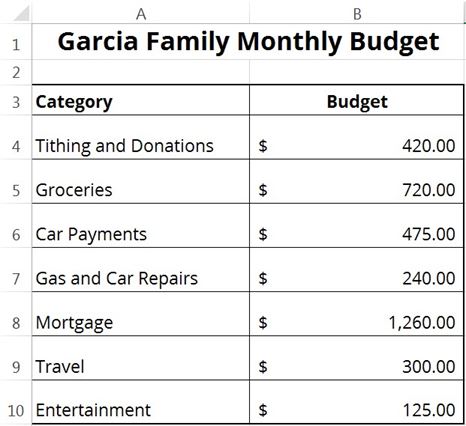 A B
1 Garcia Family Monthly Budget
2
3 Category Budget
4 Tithing and Donations $ 420.00
5 Groceries $ 720.00
6 Car Payments $ 475.00
7 Gas and Car Repairs $ 240.00
8 Mortgage $ 1,260.00
9 Travel $ 300.00
10 Entertainment $ 125.00